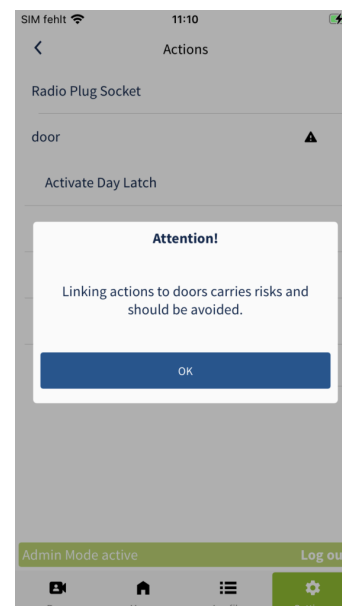 SIM fehlt 11:10
Actions
Radio Plug Socket
door
Activate Day Latch
Attention!
Linking actions to doors carries risks and
should be avoided.
OK
Admin Mode active Log ou